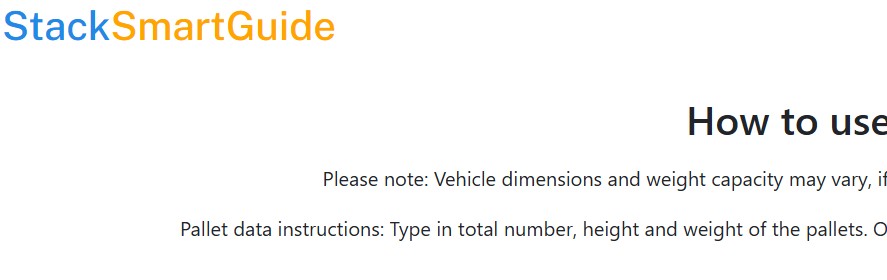 StackSmartGuide
How to use
Please note: Vehicle dimensions and weight capacity may vary, if
Pallet data instructions: Type in total number, height and weight of the pallets. O